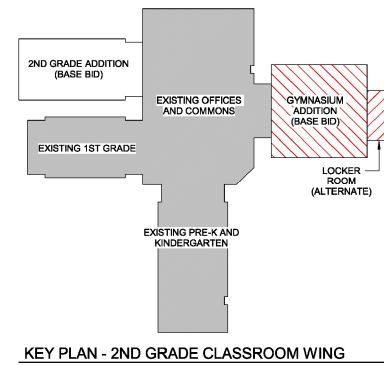 2ND GRADE ADDITION
(BASE BID)
EXISTING OFFICES
AND COMMONS
GYMNASIUM
ADDITION
(BASE BID)
EXISTING 1ST GRADE
LOCKER
ROOM
(ALTERNATE)
EXISTING PRE-K AND
KINDERGARTEN
KEY PLAN - 2ND GRADE CLASSROOM WING